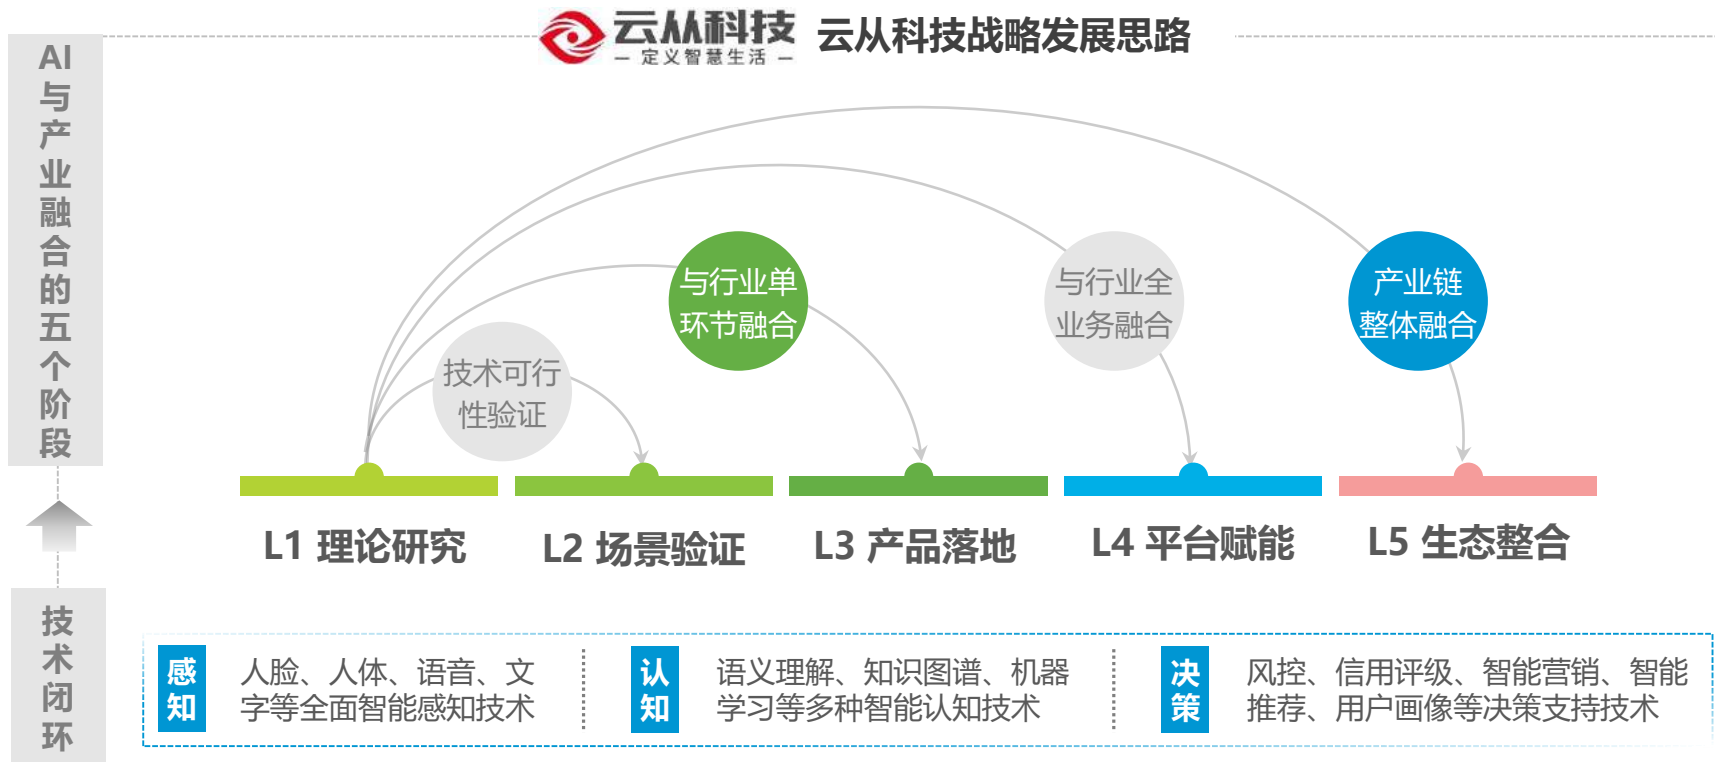 云从科技
定义智慧生活
云从科技战略发展思路
AI与产业融合的五个阶段
技术可行
性验证
与行业单
环节融合
与行业全
业务融合
产业链
整体融合
L1 理论研究
L2 场景验证
L3 产品落地
L4 平台赋能
L5 生态整合
技术闭环
感知
人脸、人体、语音、文
字等全面智能感知技术
认知
语义理解、知识图谱、机器
学习等多种智能认知技术
决策
风控、信用评级、智能营销、智能
推荐、用户画像等决策支持技术